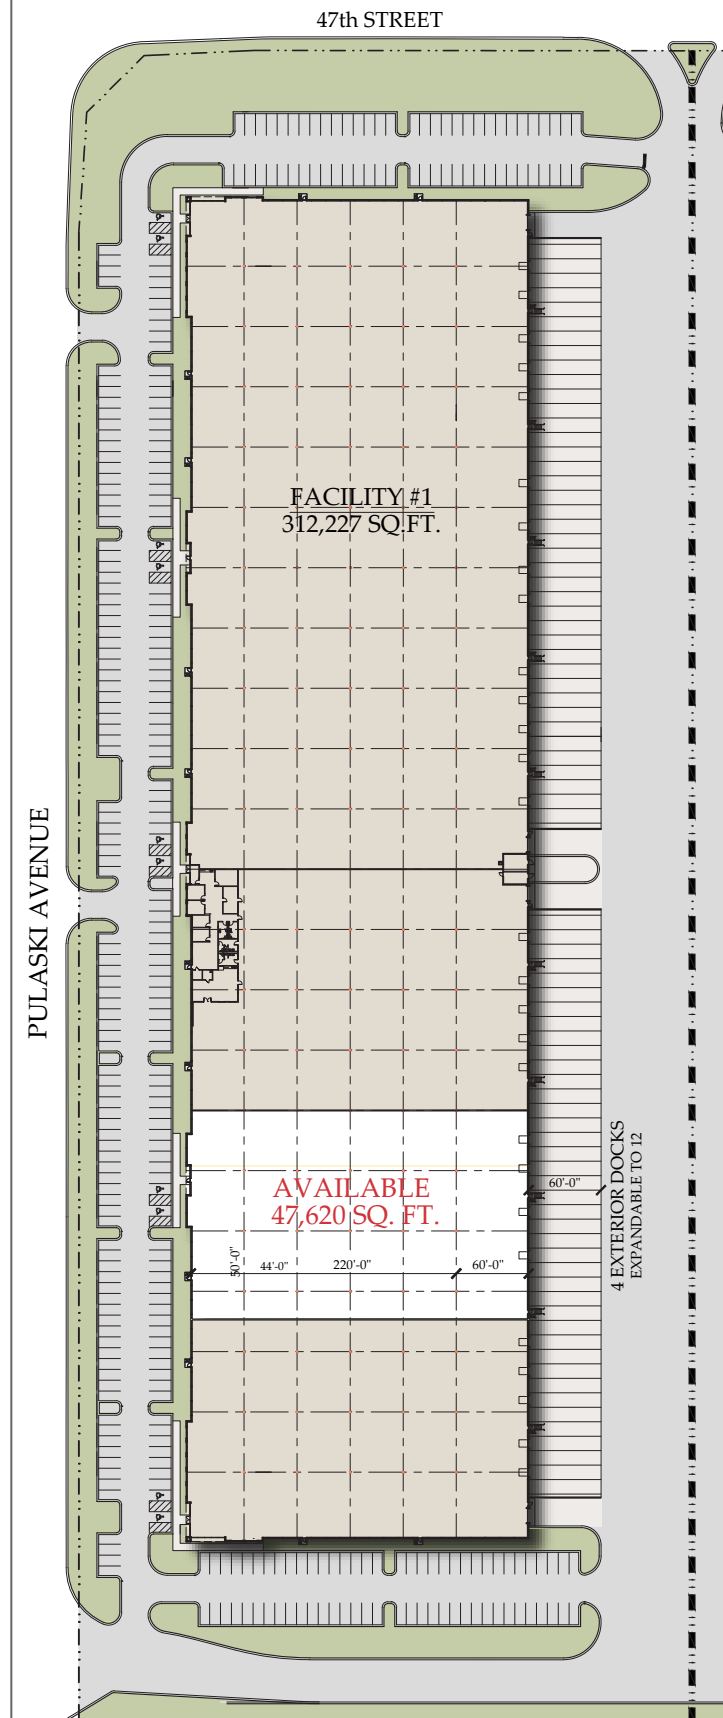 47th STREET
FACILITY #1
312,227 SQ.FT.
PULASKI AVENUE
AVAILABLE
47,620 SQ. FT.
60'-0"
50'-0"
44'-0"
220'-0"
60'-0"
4 EXTERIOR DOCKS
EXPANDABLE TO 12